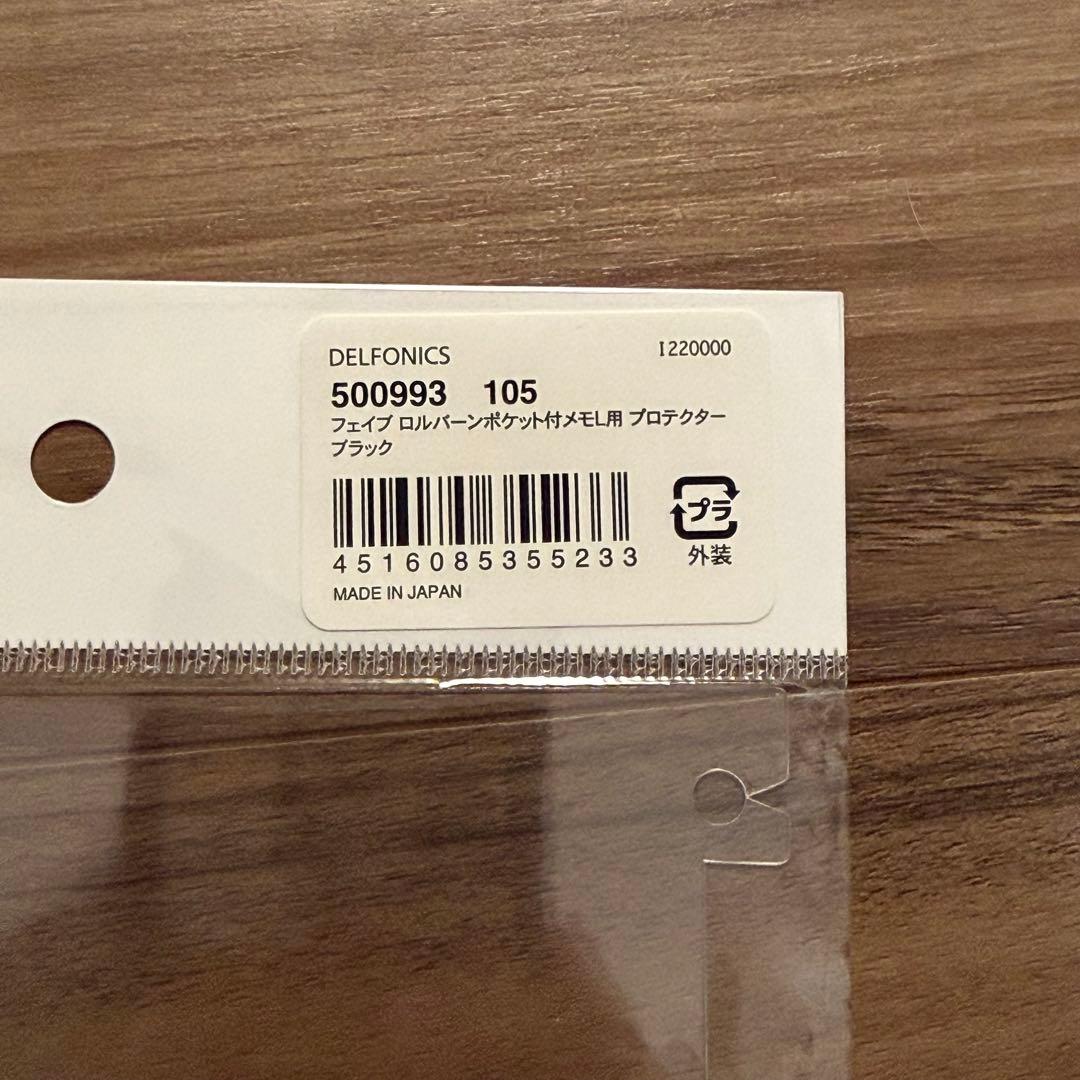 DELFONICS
I220000
500993 105
フェイブ ロルバーンポケット付メモL用 プロテクター
ブラック
プラ
外装
4516085355233
MADE IN JAPAN